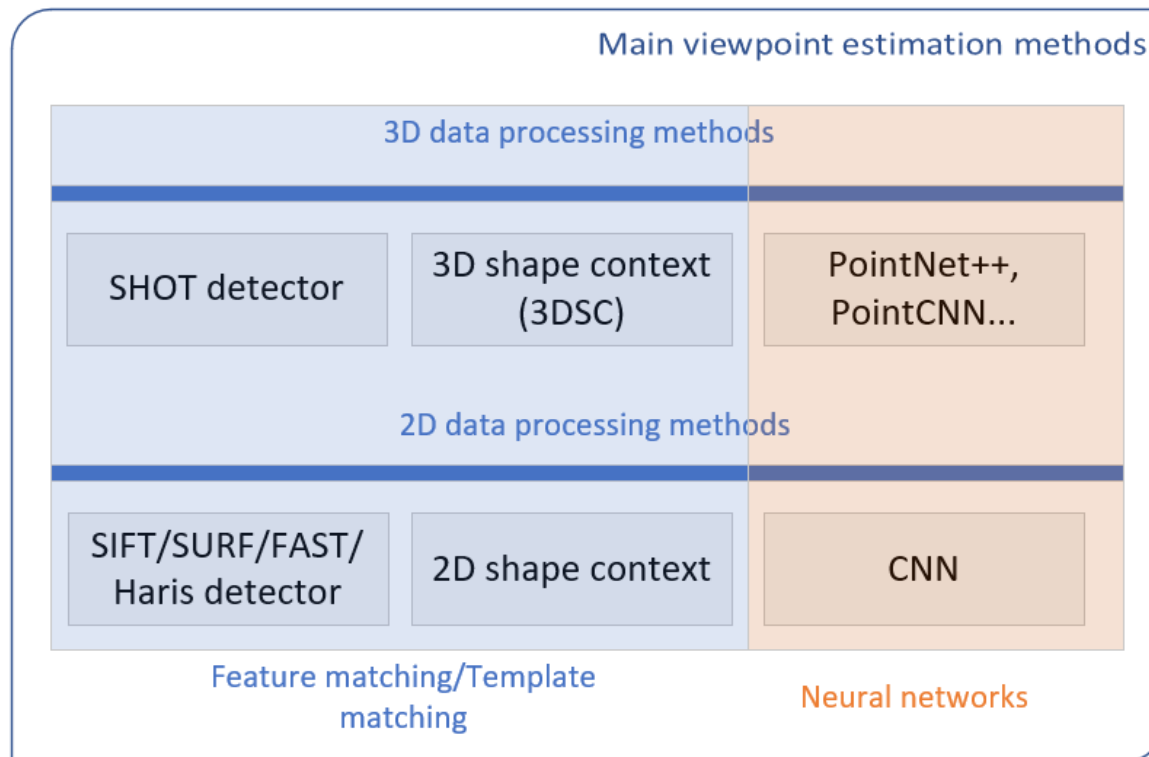 Main viewpoint estimation methods
3D data processing methods
SHOT detector
3D shape context
(3DSC)
PointNet++,
PointCNN...
2D data processing methods
SIFT/SURF/FAST/
Haris detector
2D shape context
CNN
Feature matching/Template
matching
Neural networks